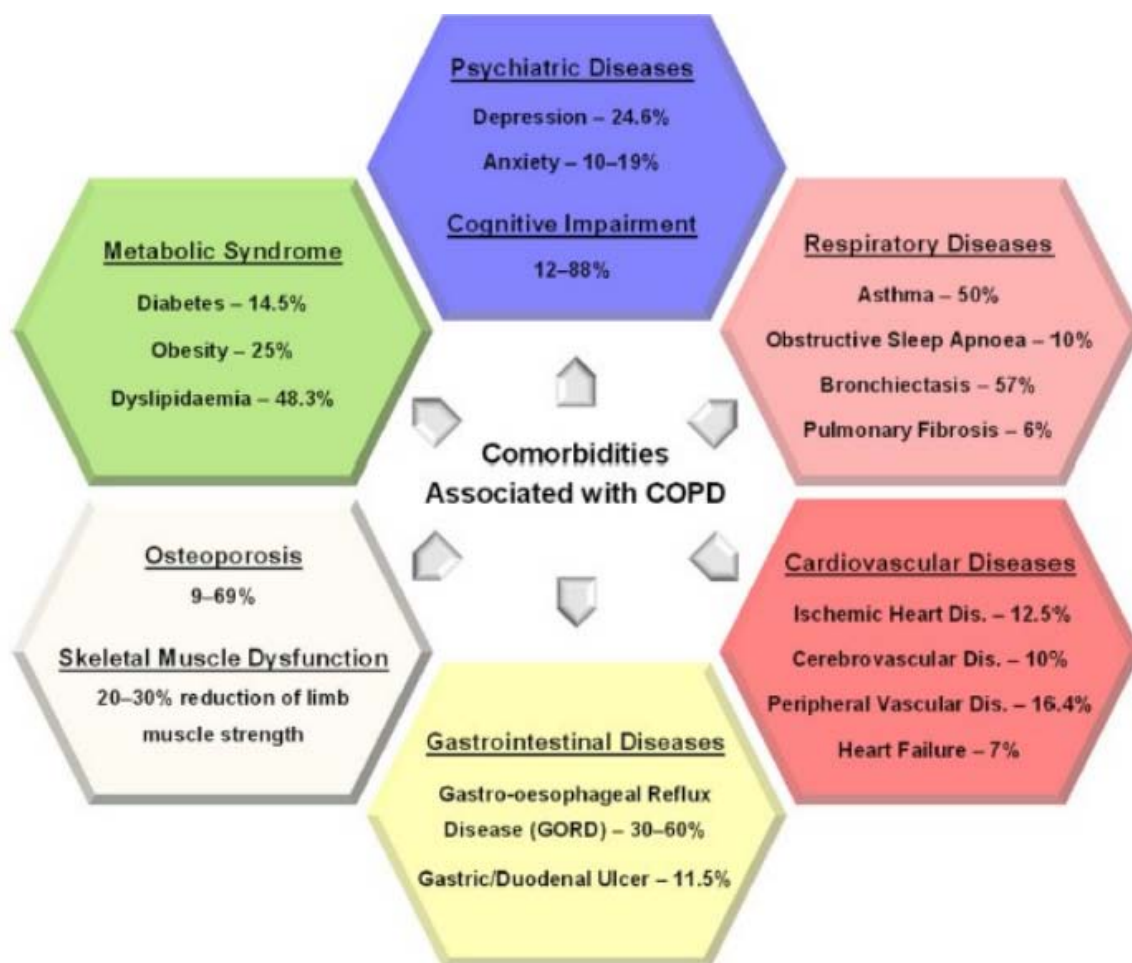 Psychiatric Diseases
Depression – 24.6%
Anxiety – 10–19%
Cognitive Impairment
12–88%
Metabolic Syndrome
Diabetes – 14.5%
Obesity – 25%
Dyslipidaemia – 48.3%
Respiratory Diseases
Asthma – 50%
Obstructive Sleep Apnoea – 10%
Bronchiectasis – 57%
Pulmonary Fibrosis – 6%
Comorbidities
Associated with COPD
Osteoporosis
9–69%
Skeletal Muscle Dysfunction
20–30% reduction of limb
muscle strength
Cardiovascular Diseases
Ischemic Heart Dis. – 12.5%
Cerebrovascular Dis. – 10%
Peripheral Vascular Dis. – 16.4%
Heart Failure – 7%
Gastrointestinal Diseases
Gastro-oesophageal Reflux
Disease (GORD) – 30–60%
Gastric/Duodenal Ulcer – 11.5%